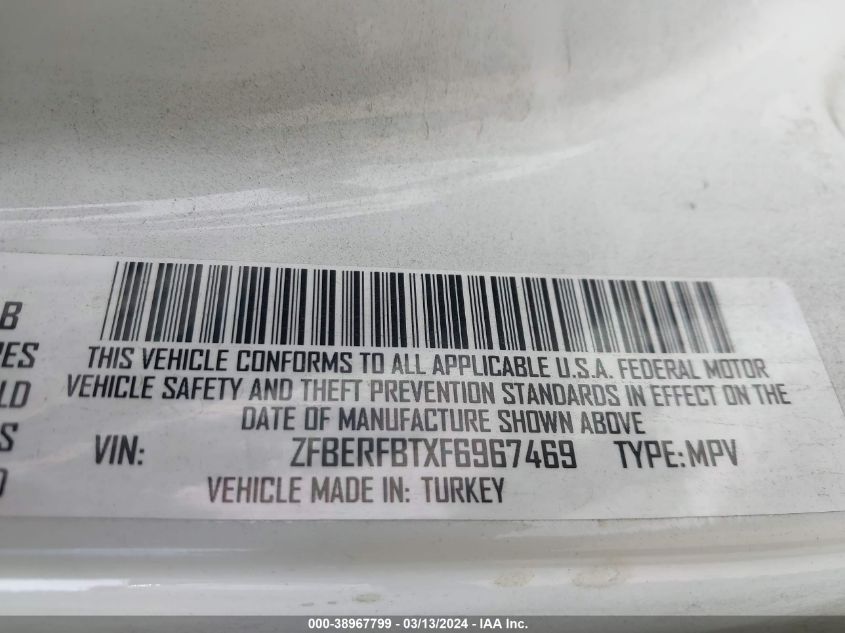 B
RES
LD
S
THIS VEHICLE CONFORMS TO ALL APPLICABLE U.S.A. FEDERAL MOTOR
VEHICLE SAFETY AND THEFT PREVENTION STANDARDS IN EFFECT ON THE
DATE OF MANUFACTURE SHOWN ABOVE
VIN: ZFBERFBTXF6967469 TYPE: MPV
VEHICLE MADE IN: TURKEY
000-38967799 - 03/13/2024 - IAA Inc.